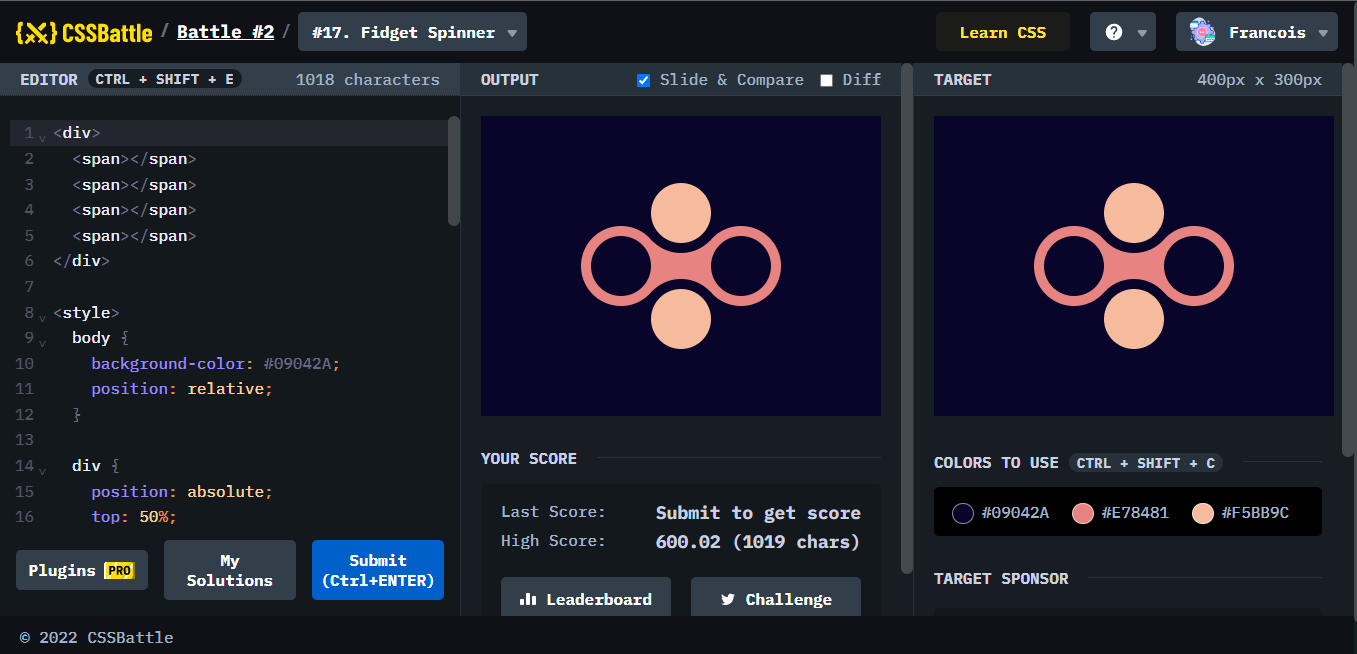 {X} CSSBattle / Battle #2 / #17. Fidget Spinner Learn CSS ? Francois
EDITOR CTRL + SHIFT + E 1018 characters
1 <div>
2 <span></span>
3 <span></span>
4 <span></span>
5 <span></span>
6 </div>
7
8 <style>
9 body {
10 background-color: #09042A;
11 position: relative;
12 }
13
14 div {
15 position: absolute;
16 top: 50%;
Plugins PRO
My
Solutions
Submit
(Ctrl+ENTER)
OUTPUT Slide & Compare Diff
YOUR SCORE
Last Score: Submit to get score
High Score: 600.02 (1019 chars)
Leaderboard Challenge
TARGET 400px x 300px
COLORS TO USE CTRL + SHIFT + C
#09042A #E78481 #F5BB9C
TARGET SPONSOR
© 2022 CSSBattle